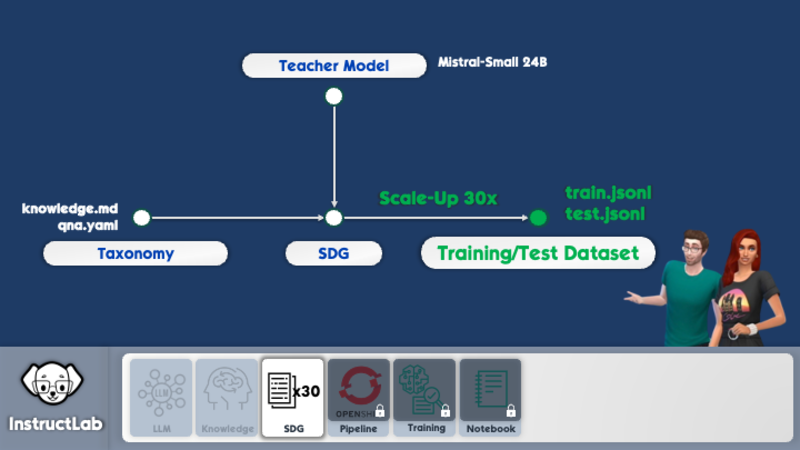 Teacher Model
Mistral-Small 24B
Scale-Up 30x
train.jsonl
test.jsonl
knowledge.md
qna.yaml
Taxonomy
SDG
Training/Test Dataset
InstructLab
LLM
LLM
Knowledge
x30
SDG
Pipeline
Training
Notebook